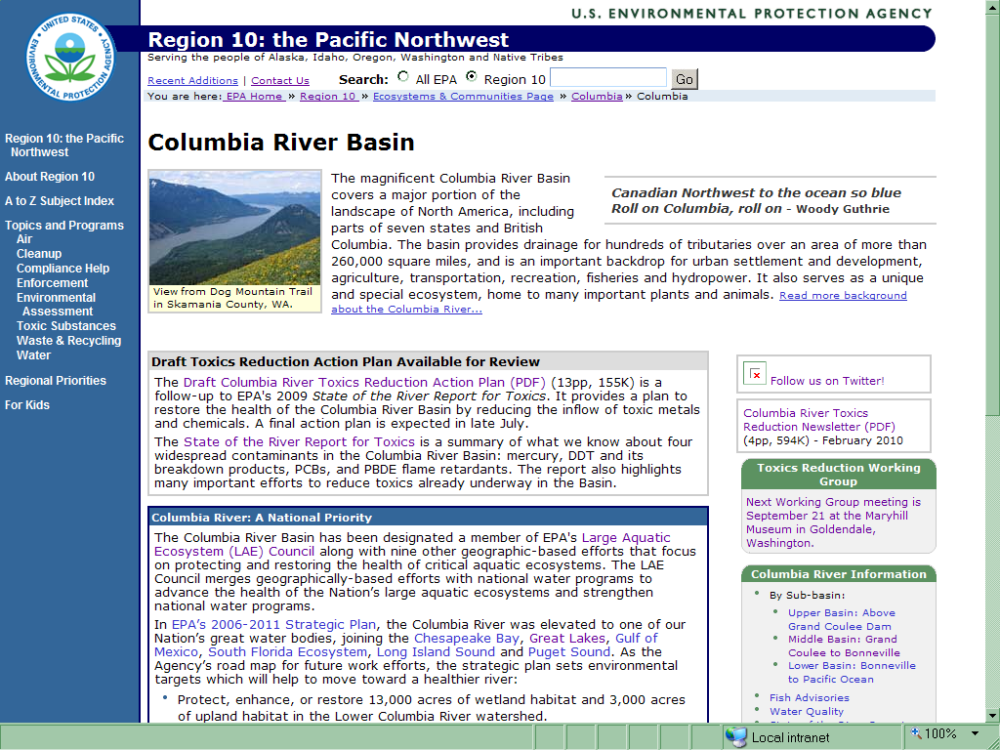 U.S. ENVIRONMENTAL PROTECTION AGENCY
UNITED STATES
ENVIRONMENTAL PROTECTION AGENCY
Region 10: the Pacific Northwest
Serving the people of Alaska, Idaho, Oregon, Washington and Native Tribes
Recent Additions | Contact Us Search: All EPA Region 10 Go
You are here: EPA Home » Region 10 » Ecosystems & Communities Page » Columbia » Columbia
Region 10: the Pacific
Northwest
About Region 10
A to Z Subject Index
Topics and Programs
Air
Cleanup
Compliance Help
Enforcement
Environmental
Assessment
Toxic Substances
Waste & Recycling
Water
Regional Priorities
For Kids
Columbia River Basin
View from Dog Mountain Trail
in Skamania County, WA.
The magnificent Columbia River Basin
covers a major portion of the
landscape of North America, including
parts of seven states and British
Columbia. The basin provides drainage for hundreds of tributaries over an area of more than
260,000 square miles, and is an important backdrop for urban settlement and development,
agriculture, transportation, recreation, fisheries and hydropower. It also serves as a unique
and special ecosystem, home to many important plants and animals. Read more background
about the Columbia River...
Canadian Northwest to the ocean so blue
Roll on Columbia, roll on - Woody Guthrie
Draft Toxics Reduction Action Plan Available for Review
The Draft Columbia River Toxics Reduction Action Plan (PDF) (13pp, 155K) is a
follow-up to EPA's 2009 State of the River Report for Toxics. It provides a plan to
restore the health of the Columbia River Basin by reducing the inflow of toxic metals
and chemicals. A final action plan is expected in late July.
The State of the River Report for Toxics is a summary of what we know about four
widespread contaminants in the Columbia River Basin: mercury, DDT and its
breakdown products, PCBs, and PBDE flame retardants. The report also highlights
many important efforts to reduce toxics already underway in the Basin.
Columbia River: A National Priority
The Columbia River Basin has been designated a member of EPA's Large Aquatic
Ecosystem (LAE) Council along with nine other geographic-based efforts that focus
on protecting and restoring the health of critical aquatic ecosystems. The LAE
Council merges geographically-based efforts with national water programs to
advance the health of the Nation's large aquatic ecosystems and strengthen
national water programs.
In EPA's 2006-2011 Strategic Plan, the Columbia River was elevated to one of our
Nation's great water bodies, joining the Chesapeake Bay, Great Lakes, Gulf of
Mexico, South Florida Ecosystem, Long Island Sound and Puget Sound. As the
Agency's road map for future work efforts, the strategic plan sets environmental
targets which will help to move toward a healthier river:
• Protect, enhance, or restore 13,000 acres of wetland habitat and 3,000 acres
of upland habitat in the Lower Columbia River watershed.
Follow us on Twitter!
Columbia River Toxics
Reduction Newsletter (PDF)
(4pp, 594K) - February 2010
Toxics Reduction Working
Group
Next Working Group meeting is
September 21 at the Maryhill
Museum in Goldendale,
Washington.
Columbia River Information
• By Sub-basin:
• Upper Basin: Above
Grand Coulee Dam
• Middle Basin: Grand
Coulee to Bonneville
• Lower Basin: Bonneville
to Pacific Ocean
• Fish Advisories
• Water Quality
Local intranet
100%